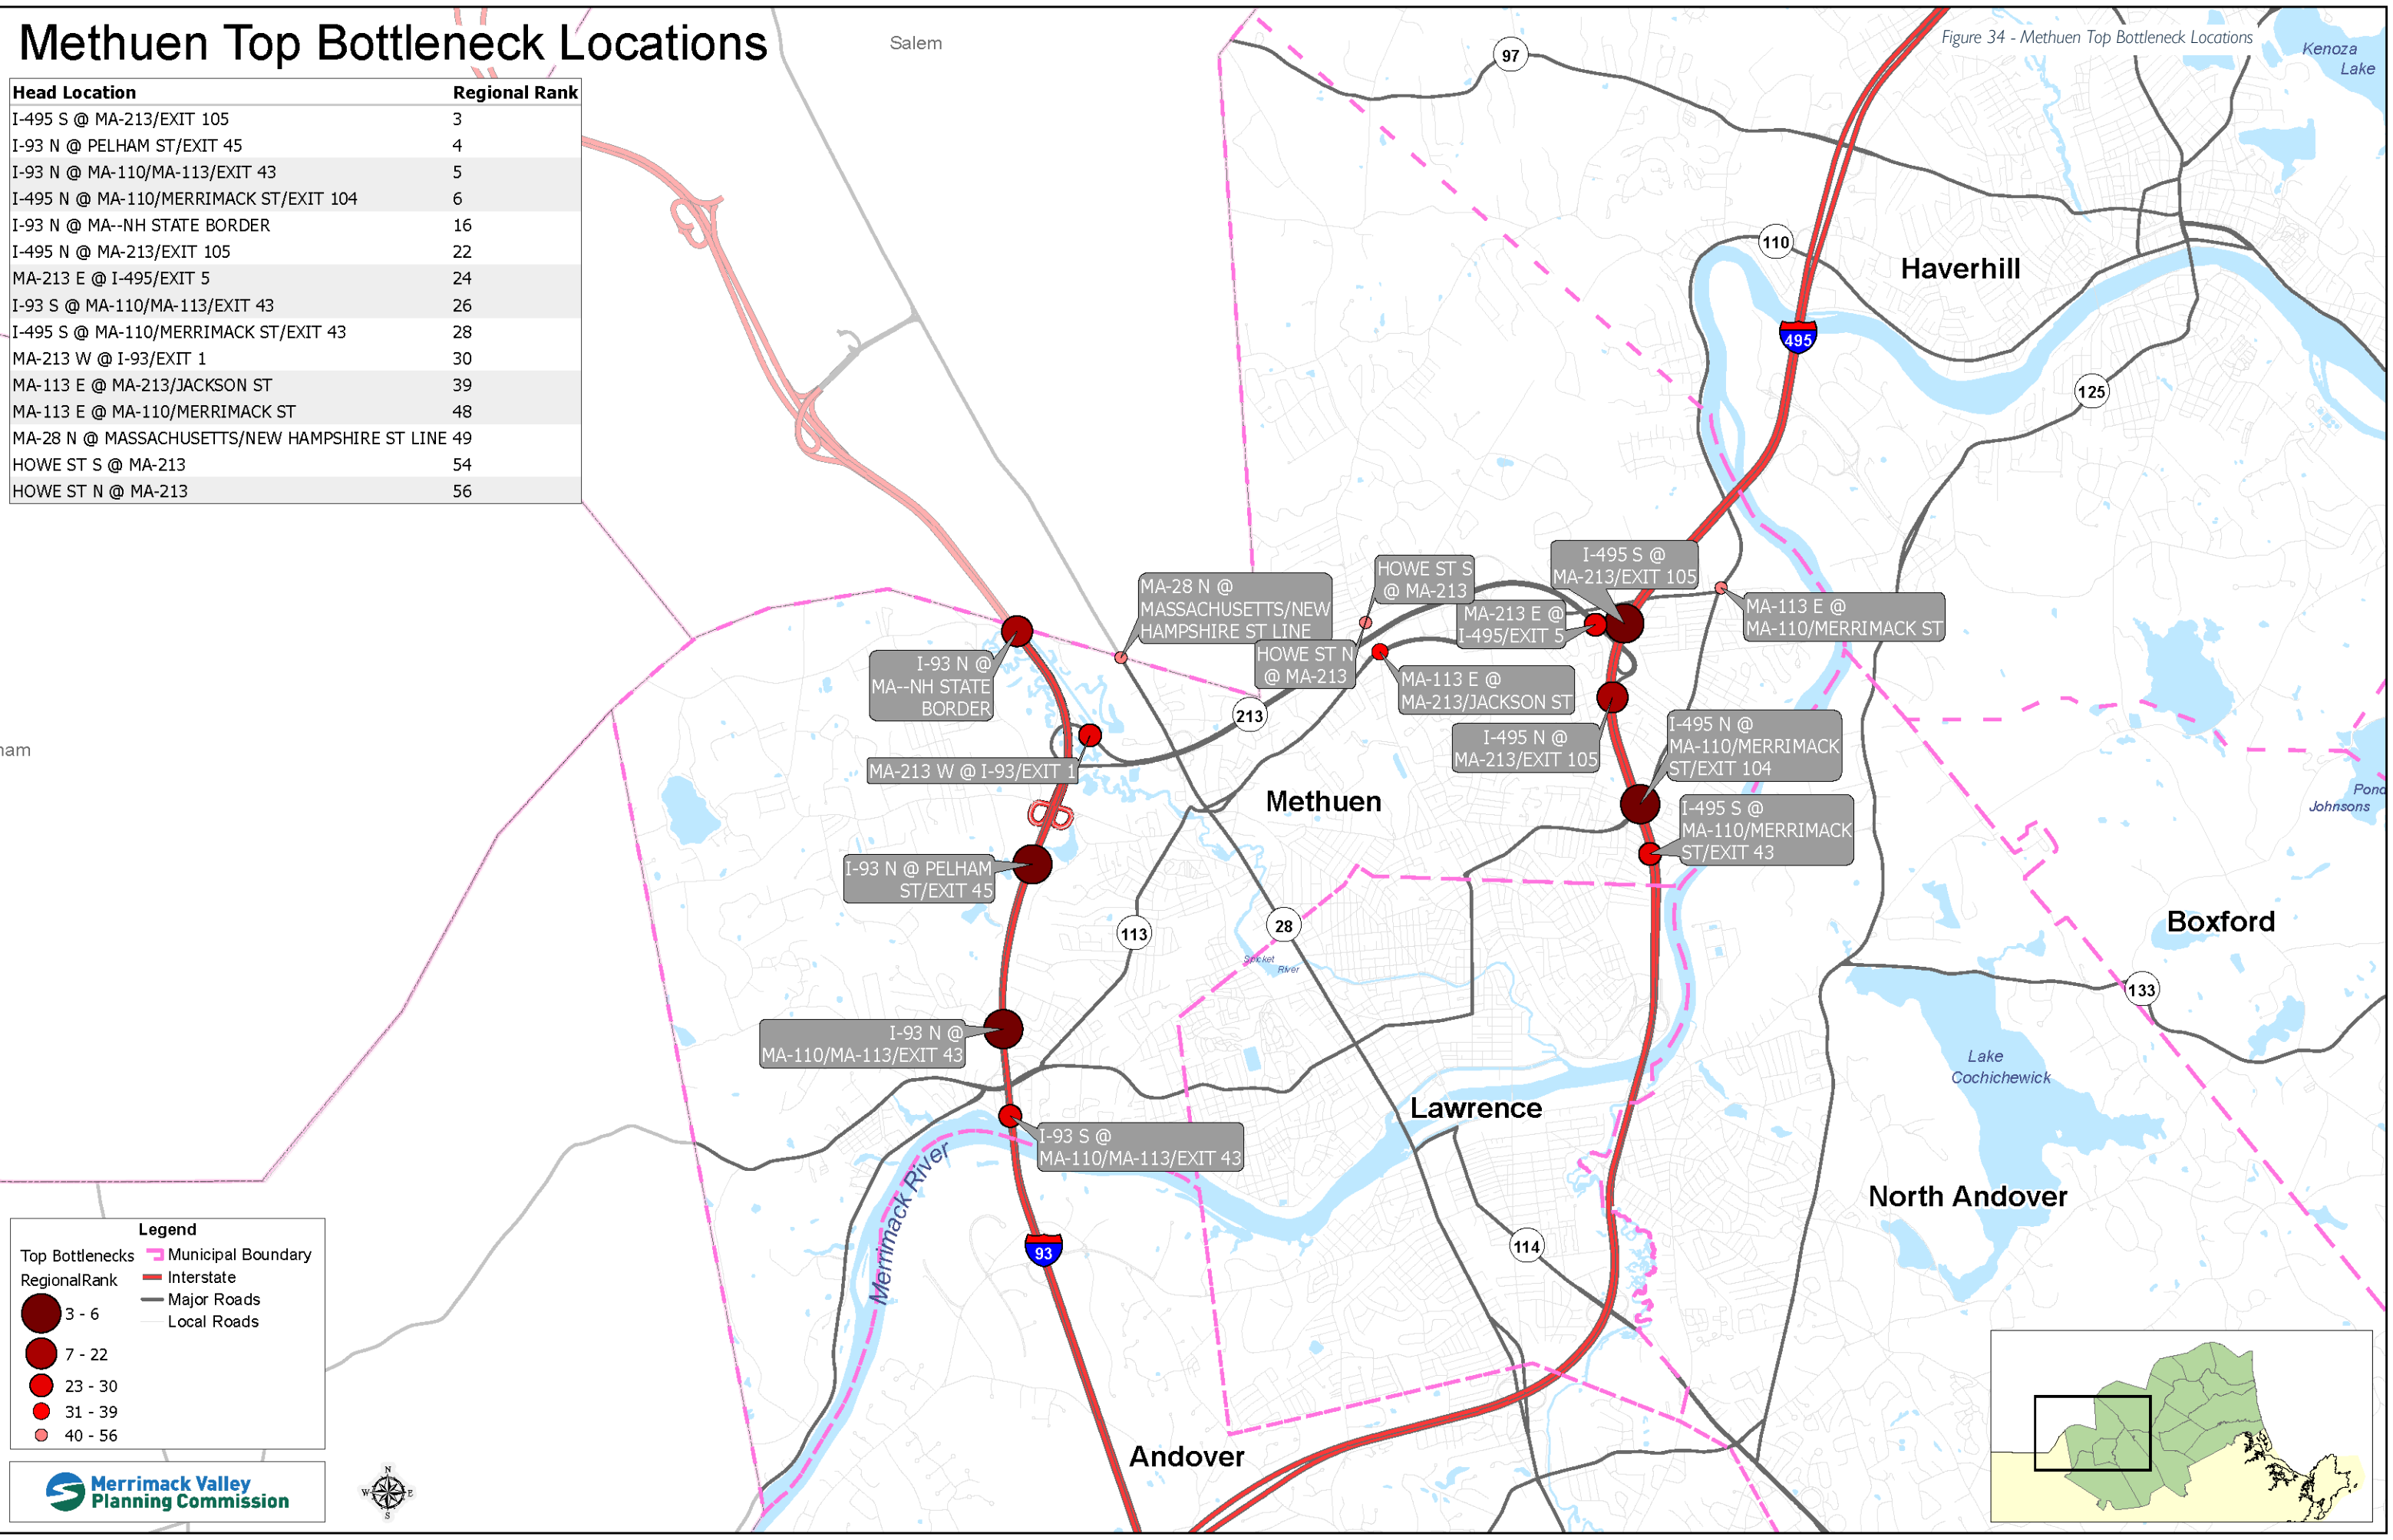 Methuen Top Bottleneck Locations
Figure 34 - Methuen Top Bottleneck Locations
Head Location Regional Rank
I-495 S @ MA-213/EXIT 105 3
I-93 N @ PELHAM ST/EXIT 45 4
I-93 N @ MA-110/MA-113/EXIT 43 5
I-495 N @ MA-110/MERRIMACK ST/EXIT 104 6
I-93 N @ MA--NH STATE BORDER 16
I-495 N @ MA-213/EXIT 105 22
MA-213 E @ I-495/EXIT 5 24
I-93 S @ MA-110/MA-113/EXIT 43 26
I-495 S @ MA-110/MERRIMACK ST/EXIT 43 28
MA-213 W @ I-93/EXIT 1 30
MA-113 E @ MA-213/JACKSON ST 39
MA-113 E @ MA-110/MERRIMACK ST 48
MA-28 N @ MASSACHUSETTS/NEW HAMPSHIRE ST LINE 49
HOWE ST S @ MA-213 54
HOWE ST N @ MA-213 56
Salem
97
Kenoza
Lake
110
Haverhill
495
125
MA-28 N @
MASSACHUSETTS/NEW
HAMPSHIRE ST LINE
HOWE ST S
@ MA-213
I-495 S @
MA-213/EXIT 105
MA-213 E @
I-495/EXIT 5
MA-113 E @
MA-110/MERRIMACK ST
I-93 N @
MA--NH STATE
BORDER
HOWE ST N
@ MA-213
MA-113 E @
MA-213/JACKSON ST
213
I-495 N @
MA-213/EXIT 105
I-495 N @
MA-110/MERRIMACK
ST/EXIT 104
ham
MA-213 W @ I-93/EXIT 1
Methuen
Pond
Johnsons
I-495 S @
MA-110/MERRIMACK
ST/EXIT 43
I-93 N @ PELHAM
ST/EXIT 45
113
28
Boxford
Spicket
River
133
I-93 N @
MA-110/MA-113/EXIT 43
Lake
Cochichewick
Lawrence
I-93 S @
MA-110/MA-113/EXIT 43
Merrimack River
North Andover
93
114
Andover
Legend
Top Bottlenecks
RegionalRank
3 - 6
7 - 22
23 - 30
31 - 39
40 - 56
Municipal Boundary
Interstate
Major Roads
Local Roads
Merrimack Valley
Planning Commission
N
W E
S